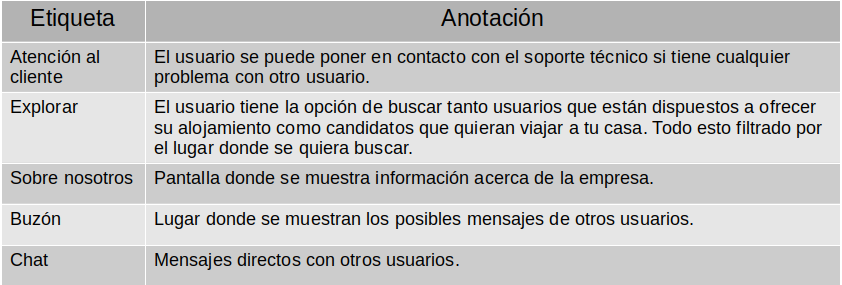 Etiqueta
Anotación
Atención al
cliente
El usuario se puede poner en contacto con el soporte técnico si tiene cualquier
problema con otro usuario.
Explorar
El usuario tiene la opción de buscar tanto usuarios que están dispuestos a ofrecer
su alojamiento como candidatos que quieran viajar a tu casa. Todo esto filtrado por
el lugar donde se quiera buscar.
Sobre nosotros
Pantalla donde se muestra información acerca de la empresa.
Buzón
Lugar donde se muestran los posibles mensajes de otros usuarios.
Chat
Mensajes directos con otros usuarios.